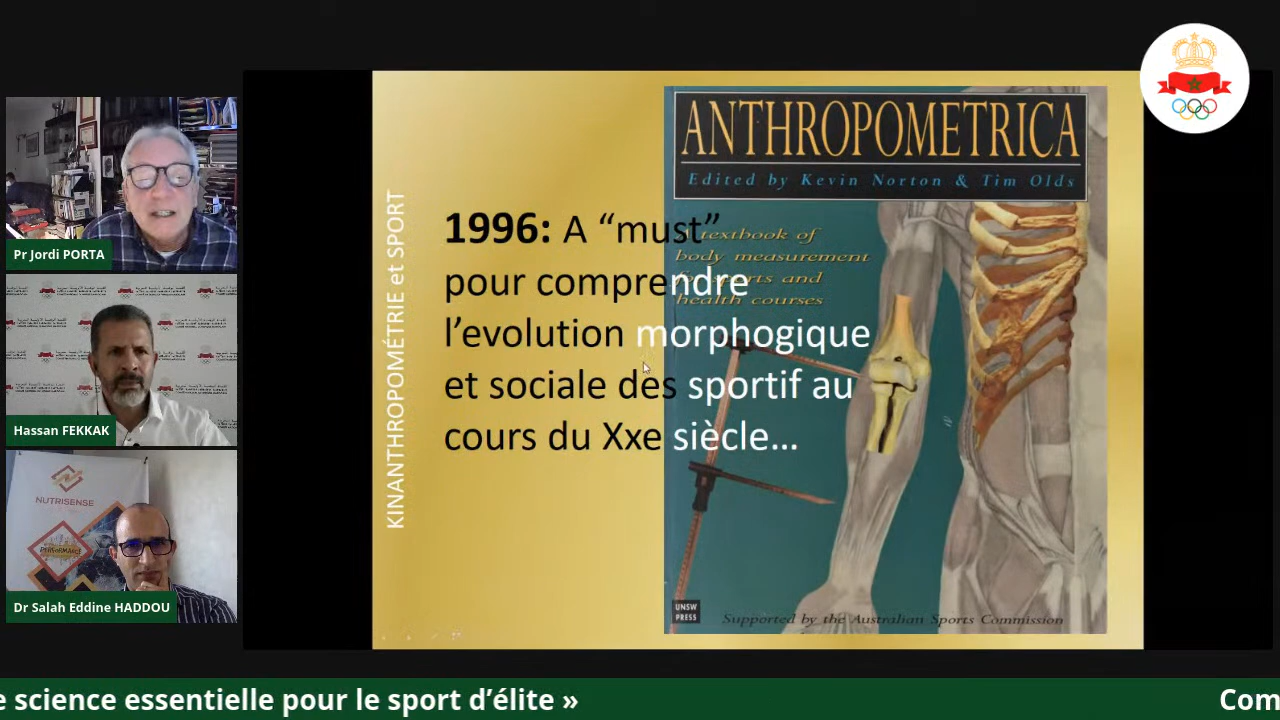 Pr Jordi PORTA
Hassan FEKKAK
NUTRISENSE
PERFORMANCE
Dr Salah Eddine HADDOU
KINANTHROPOMÉTRIE et SPORT
1996: A “must”
pour comprendre
l’evolution morphogique
et sociale des sportif au
cours du Xxe siècle...
ANTHROPOMETRICA
Edited by Kevin Norton & Tim Olds
textbook of
body measurement
for sports and
health courses
UNSW
PRESS
Supported by the Australian Sports Commission
e science essentielle pour le sport d’élite »
Com